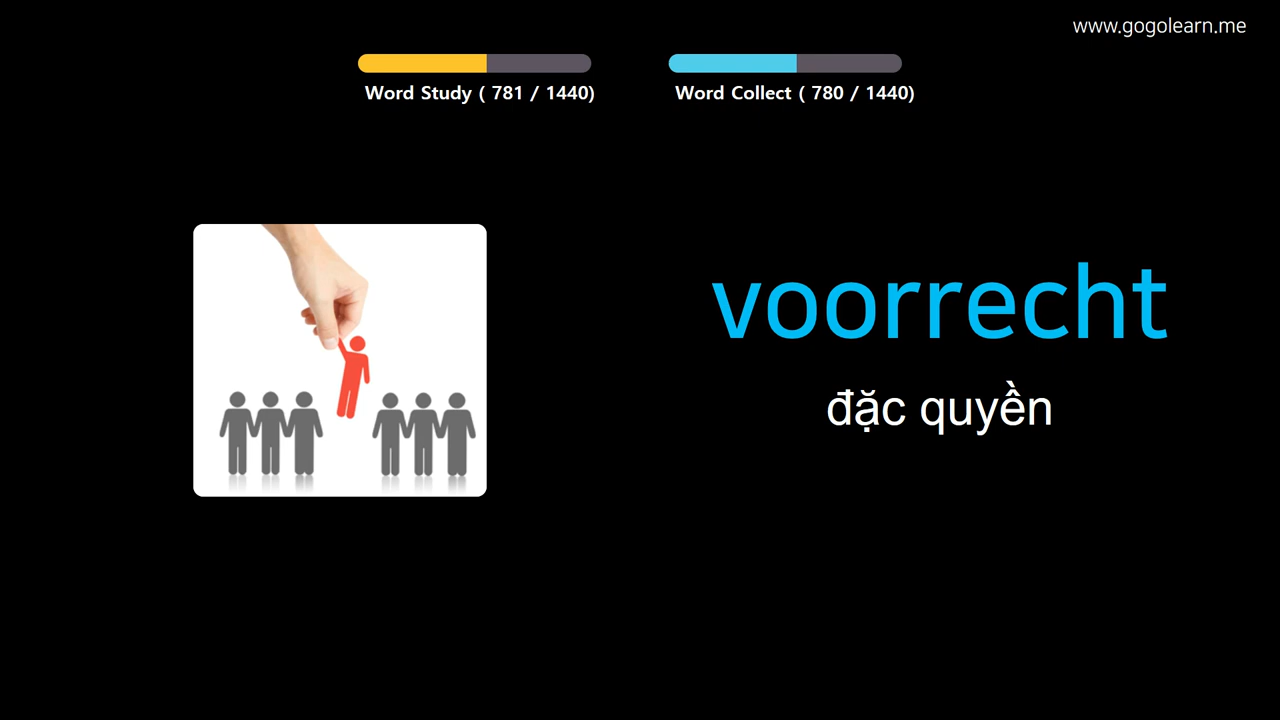 www.gogolearn.me
Word Study ( 781 / 1440)
Word Collect ( 780 / 1440)
voorrecht
đặc quyền